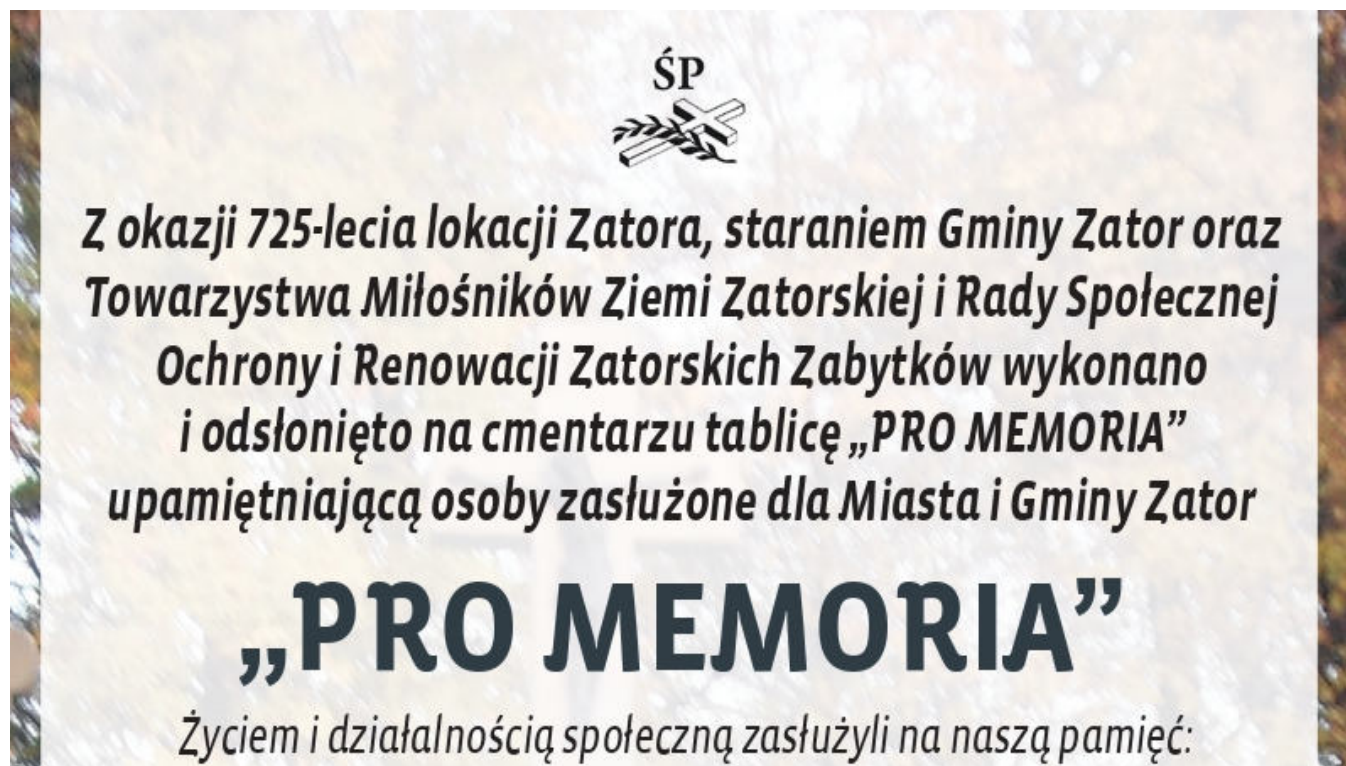 ŚP
Z okazji 725-lecia lokacji Zatora, staraniem Gminy Zator oraz
Towarzystwa Miłośników Ziemi Zatorskiej i Rady Społecznej
Ochrony i Renowacji Zatorskich Zabytków wykonano
i odsłonięto na cmentarzu tablicę „PRO MEMORIA”
upamiętniającą osoby zasłużone dla Miasta i Gminy Zator
„PRO MEMORIA”
Życiem i działalnością społeczną zasłużyli na naszą pamięć: